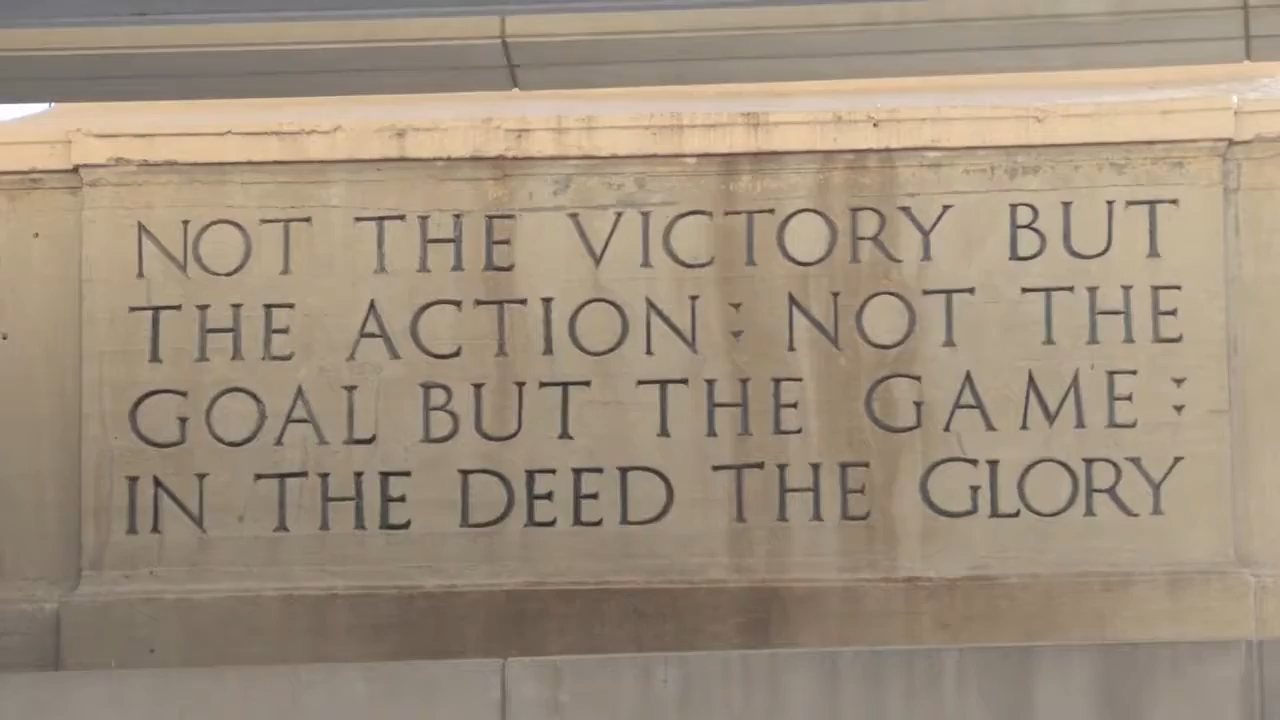 NOT THE VICTORY BUT
THE ACTION : NOT THE
GOAL BUT THE GAME :
IN THE DEED THE GLORY